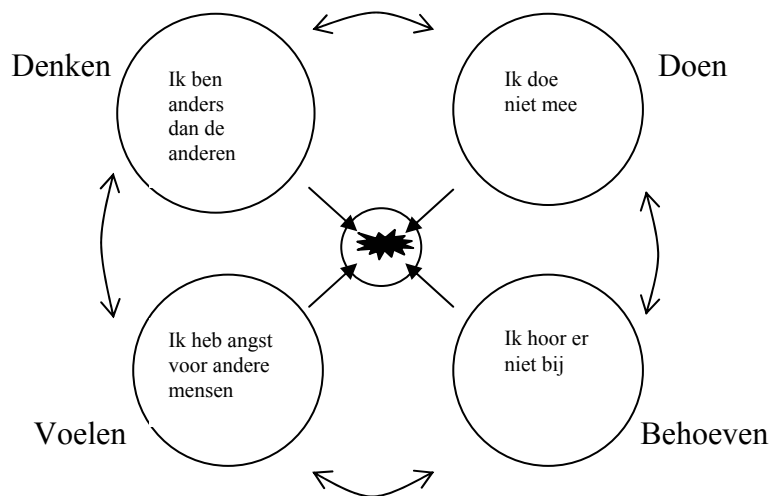 Denken
Ik ben
anders
dan de
anderen
Ik doe
niet mee
Doen
Ik heb angst
voor andere
mensen
Voelen
Ik hoor er
niet bij
Behoeven